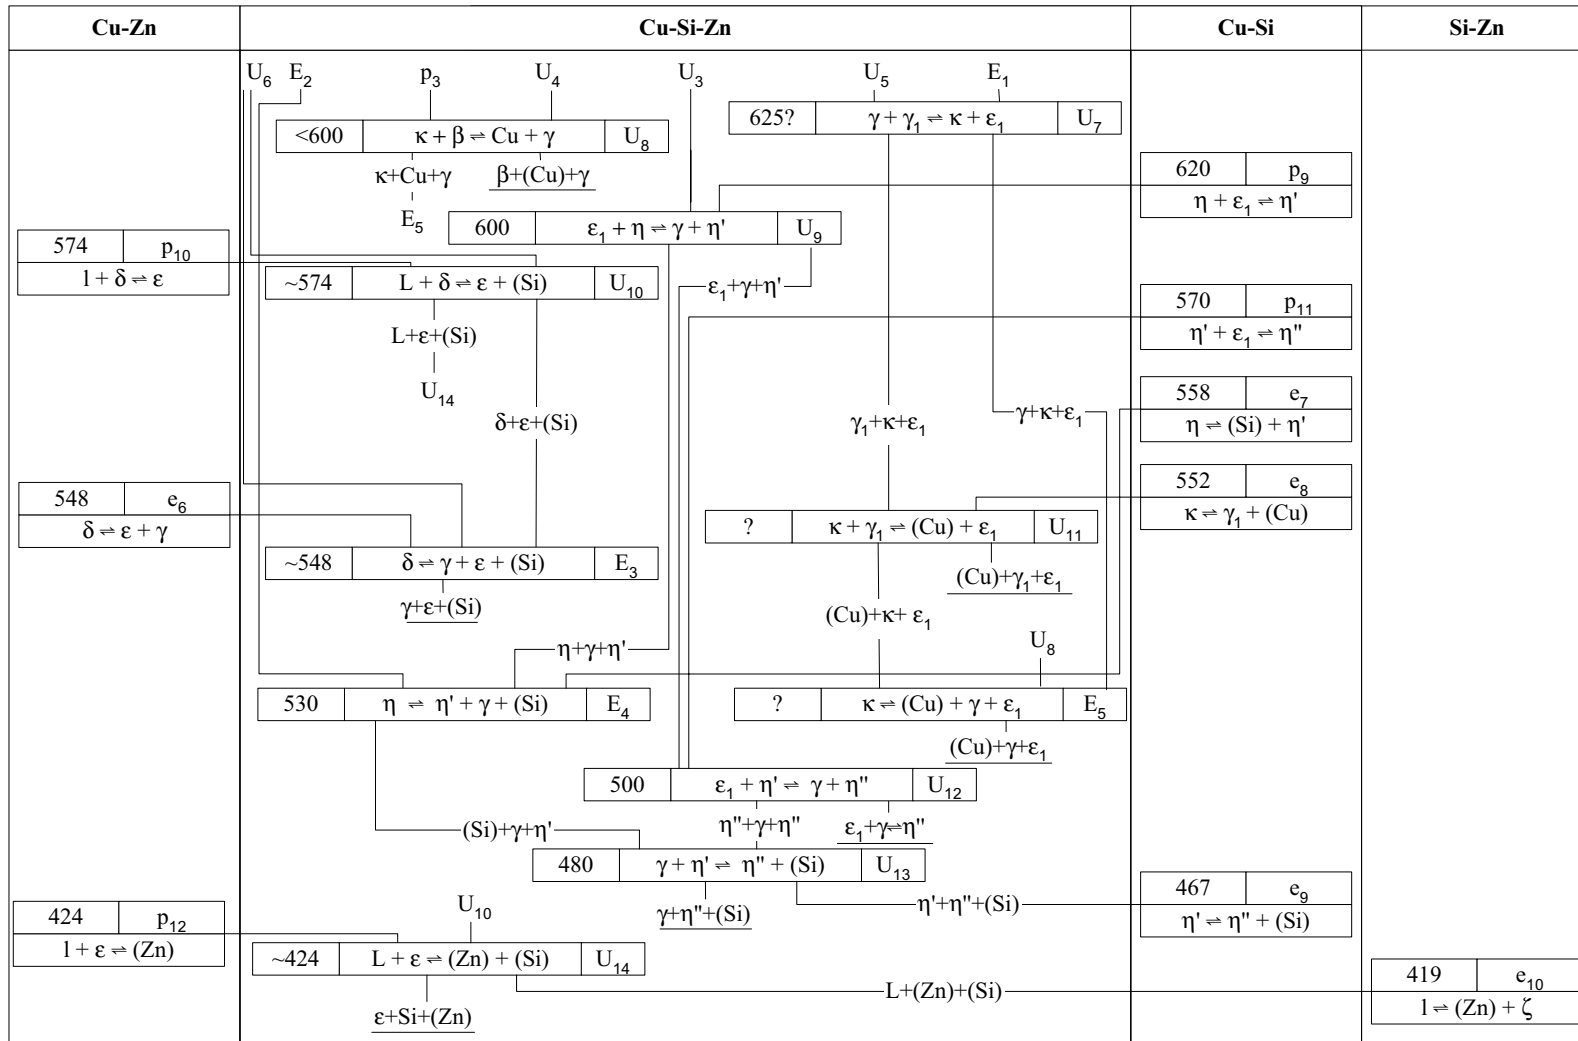 Cu-Zn Cu-Si-Zn Cu-Si Si-Zn
U6 E2 p3 U4 U3 U5 E1
<600 κ + β ⇌ Cu + γ U8
625? γ + γ1 ⇌ κ + ε1 U7
κ+Cu+γ β+(Cu)+γ
E5
620 p9
η + ε1 ⇌ η'
600 ε1 + η ⇌ γ + η' U9
574 p10
l + δ ⇌ ε
~574 L + δ ⇌ ε + (Si) U10
ε1+γ+η'
570 p11
η' + ε1 ⇌ η''
L+ε+(Si)
U14
558 e7
η ⇌ (Si) + η'
δ+ε+(Si) γ1+κ+ε1 γ+κ+ε1
552 e8
κ ⇌ γ1 + (Cu)
548 e6
δ ⇌ ε + γ
? κ + γ1 ⇌ (Cu) + ε1 U11
~548 δ ⇌ γ + ε + (Si) E3
(Cu)+γ1+ε1
γ+ε+(Si)
(Cu)+κ+ ε1
η+γ+η' U8
530 η ⇌ η' + γ + (Si) E4
? κ ⇌ (Cu) + γ + ε1 E5
(Cu)+γ+ε1
500 ε1 + η' ⇌ γ + η'' U12
(Si)+γ+η' η''+γ+η'' ε1+γ⇌η''
480 γ + η' ⇌ η'' + (Si) U13
467 e9
η' ⇌ η'' + (Si)
γ+η''+(Si) η'+η''+(Si)
424 p12
l + ε ⇌ (Zn)
U10
~424 L + ε ⇌ (Zn) + (Si) U14
419 e10
l ⇌ (Zn) + ζ
L+(Zn)+(Si)
ε+Si+(Zn)